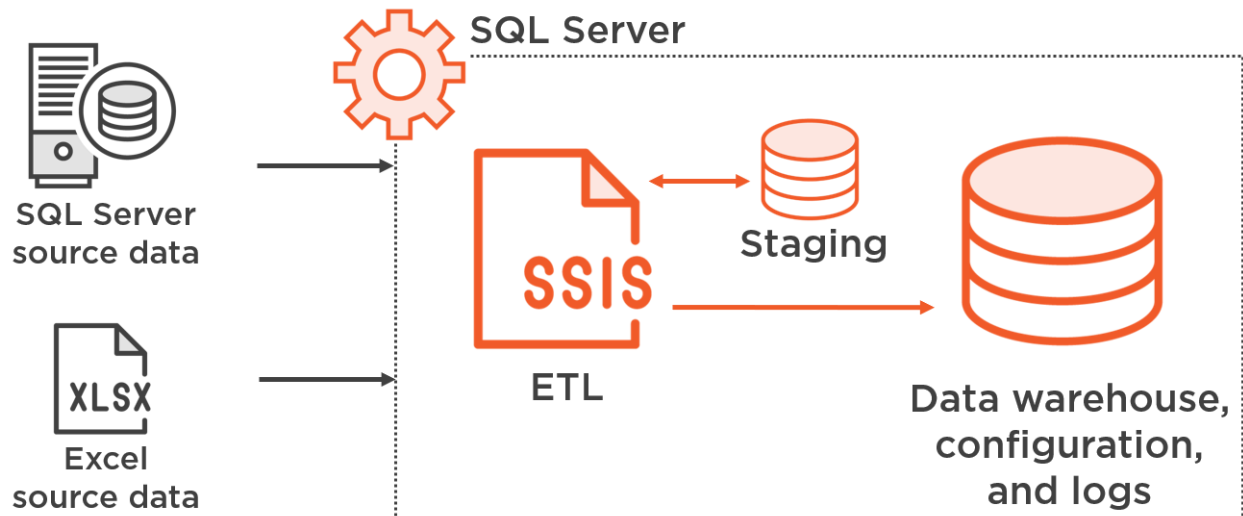 SQL Server
SQL Server
source data
SSIS
Staging
ETL
XLSX
Excel
source data
Data warehouse,
configuration,
and logs